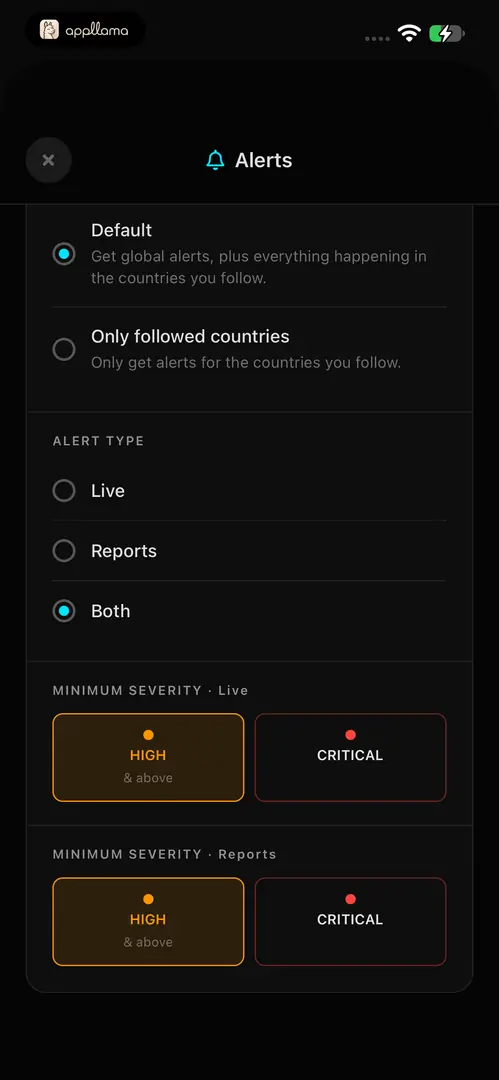 appllama
Alerts
Default
Get global alerts, plus everything happening in
the countries you follow.
Only followed countries
Only get alerts for the countries you follow.
ALERT TYPE
Live
Reports
Both
MINIMUM SEVERITY · Live
HIGH
& above
CRITICAL
MINIMUM SEVERITY · Reports
HIGH
& above
CRITICAL